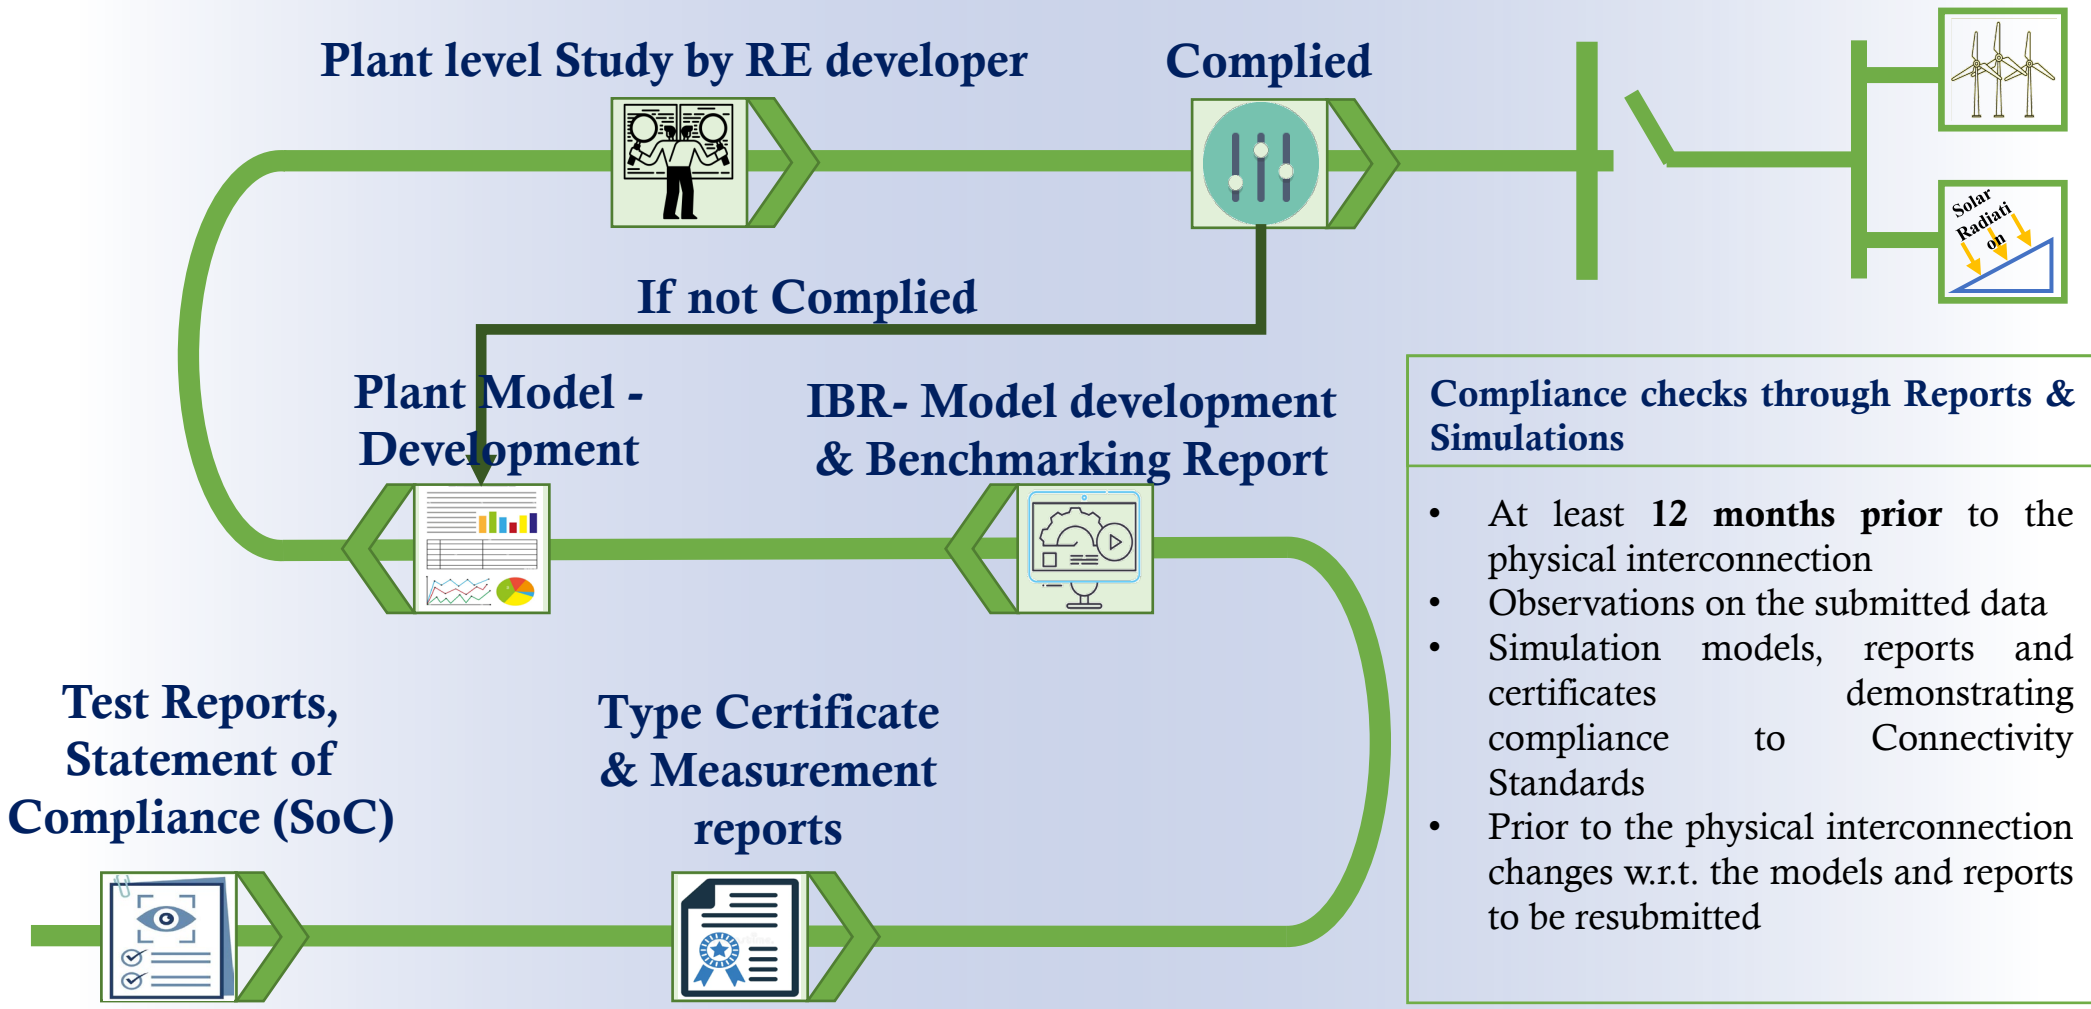 Plant level Study by RE developer
Complied
Solar
Radiati
on
If not Complied
Plant Model -
Development
IBR- Model development
& Benchmarking Report
Test Reports,
Statement of
Compliance (SoC)
Type Certificate
& Measurement
reports
Compliance checks through Reports &
Simulations
• At least 12 months prior to the
physical interconnection
• Observations on the submitted data
• Simulation models, reports and
certificates demonstrating
compliance to Connectivity
Standards
• Prior to the physical interconnection
changes w.r.t. the models and reports
to be resubmitted